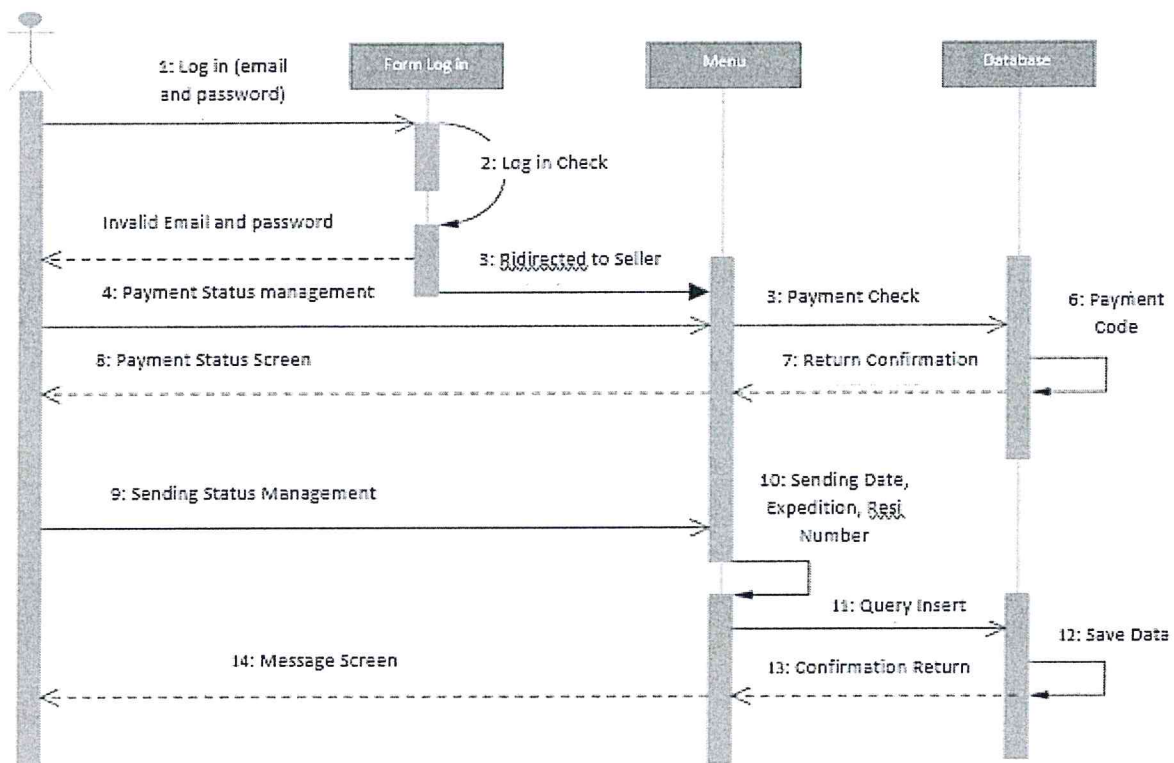 Form Log in
Menu
Database
1: Log in (email
and password)
2: Log in Check
Invalid Email and password
3: Ridirected to Seller
4: Payment Status management
3: Payment Check
6: Payment
Code
8: Payment Status Screen
7: Return Confirmation
9: Sending Status Management
10: Sending Date,
Expedition, Resi
Number
11: Query Insert
12: Save Data
14: Message Screen
13: Confirmation Return